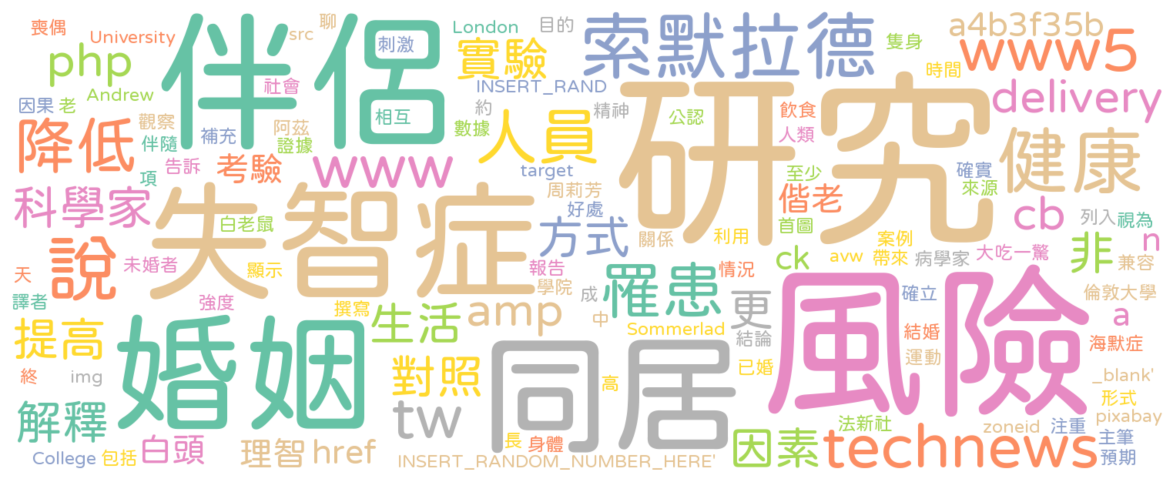 喪偶
University
src
聊
伴侶
刺激
London
目的
索默拉德
隻身
a4b3f35b
www5
php
Andrew
社會
實驗
INSERT_RAND
時間
delivery
因果
老
觀察
補充
阿茲
相互
約
精神
研究
公認
飲食
人類
降低
伴隨
證據
數據
人員
健康
項
告訴
考驗
www
target
至少
確實
來源
科學家
失智症
白老鼠
周莉芳
好處
偕老
首圖
cb
列入
視為
說
未婚者
顯示
方式
關係
利用
案例
帶來
病學家
大吃一驚
非
n
兼容
天
譯者
強度
撰寫
報告
學院
罹患
情況
ck
avw
風險
確立
倫敦大學
a
提高
婚姻
生活
amp
成
中
Sommerlad
更
結論
結婚
海默症
終
img
對照
同居
高
已婚
運動
_blank'
形式
解釋
tw
法新社
zoneid
注重
pixabay
College
包括
白頭
理智
href
INSERT_RANDOM_NUMBER_HERE'
長
身體
因素
technews
主筆
預期